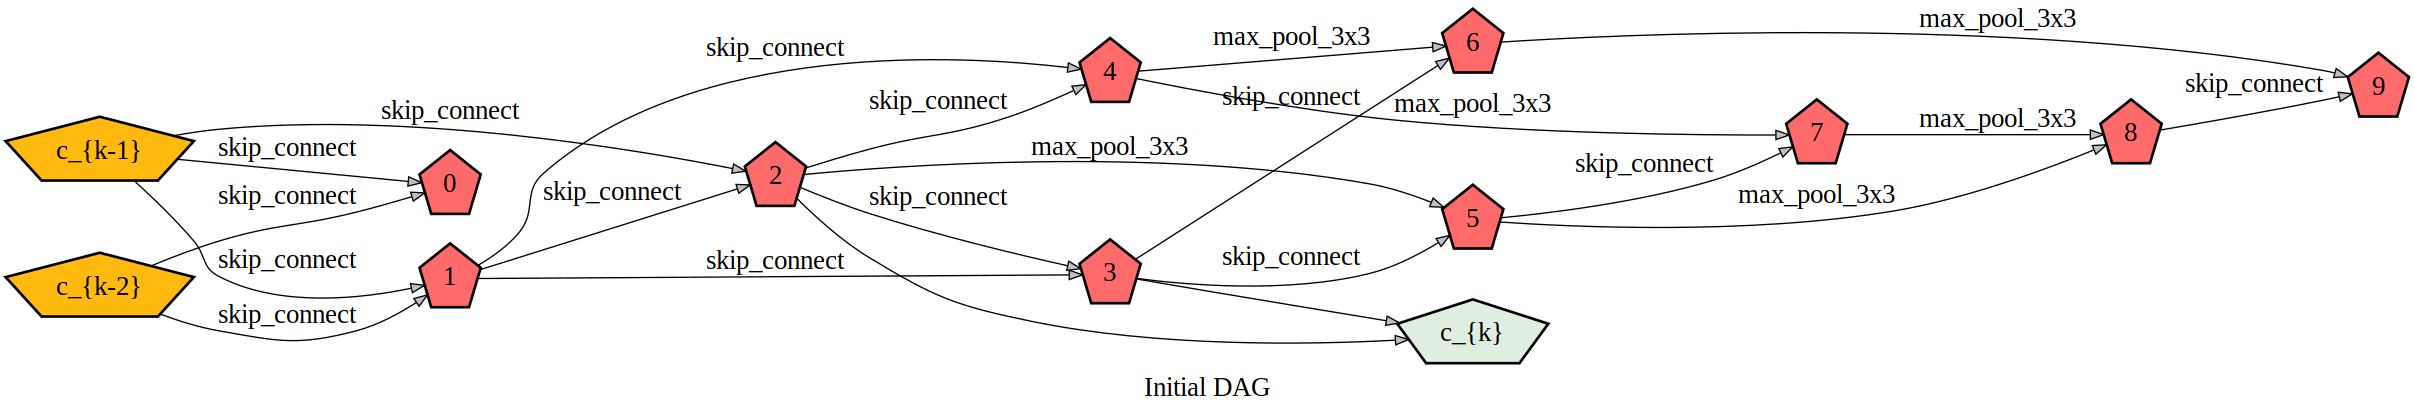 c_{k-1}
c_{k-2}
skip_connect
skip_connect
skip_connect
skip_connect
skip_connect
0
1
skip_connect
skip_connect
skip_connect
2
skip_connect
max_pool_3x3
skip_connect
4
3
max_pool_3x3
skip_connect
max_pool_3x3
skip_connect
6
5
c_{k}
skip_connect
max_pool_3x3
7
max_pool_3x3
max_pool_3x3
8
skip_connect
9
Initial DAG